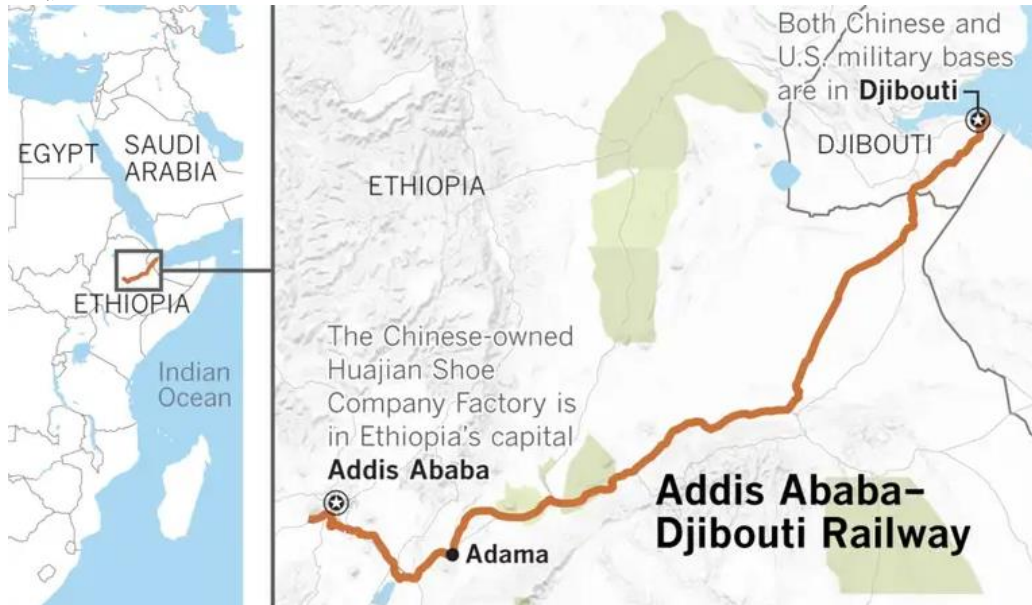 EGYPT
SAUDI
ARABIA
ETHIOPIA
Indian
Ocean
Both Chinese and
U.S. military bases
are in Djibouti
DJIBOUTI
ETHIOPIA
The Chinese-owned
Huajian Shoe
Company Factory is
in Ethiopia's capital
Addis Ababa
Adama
Addis Ababa–
Djibouti Railway